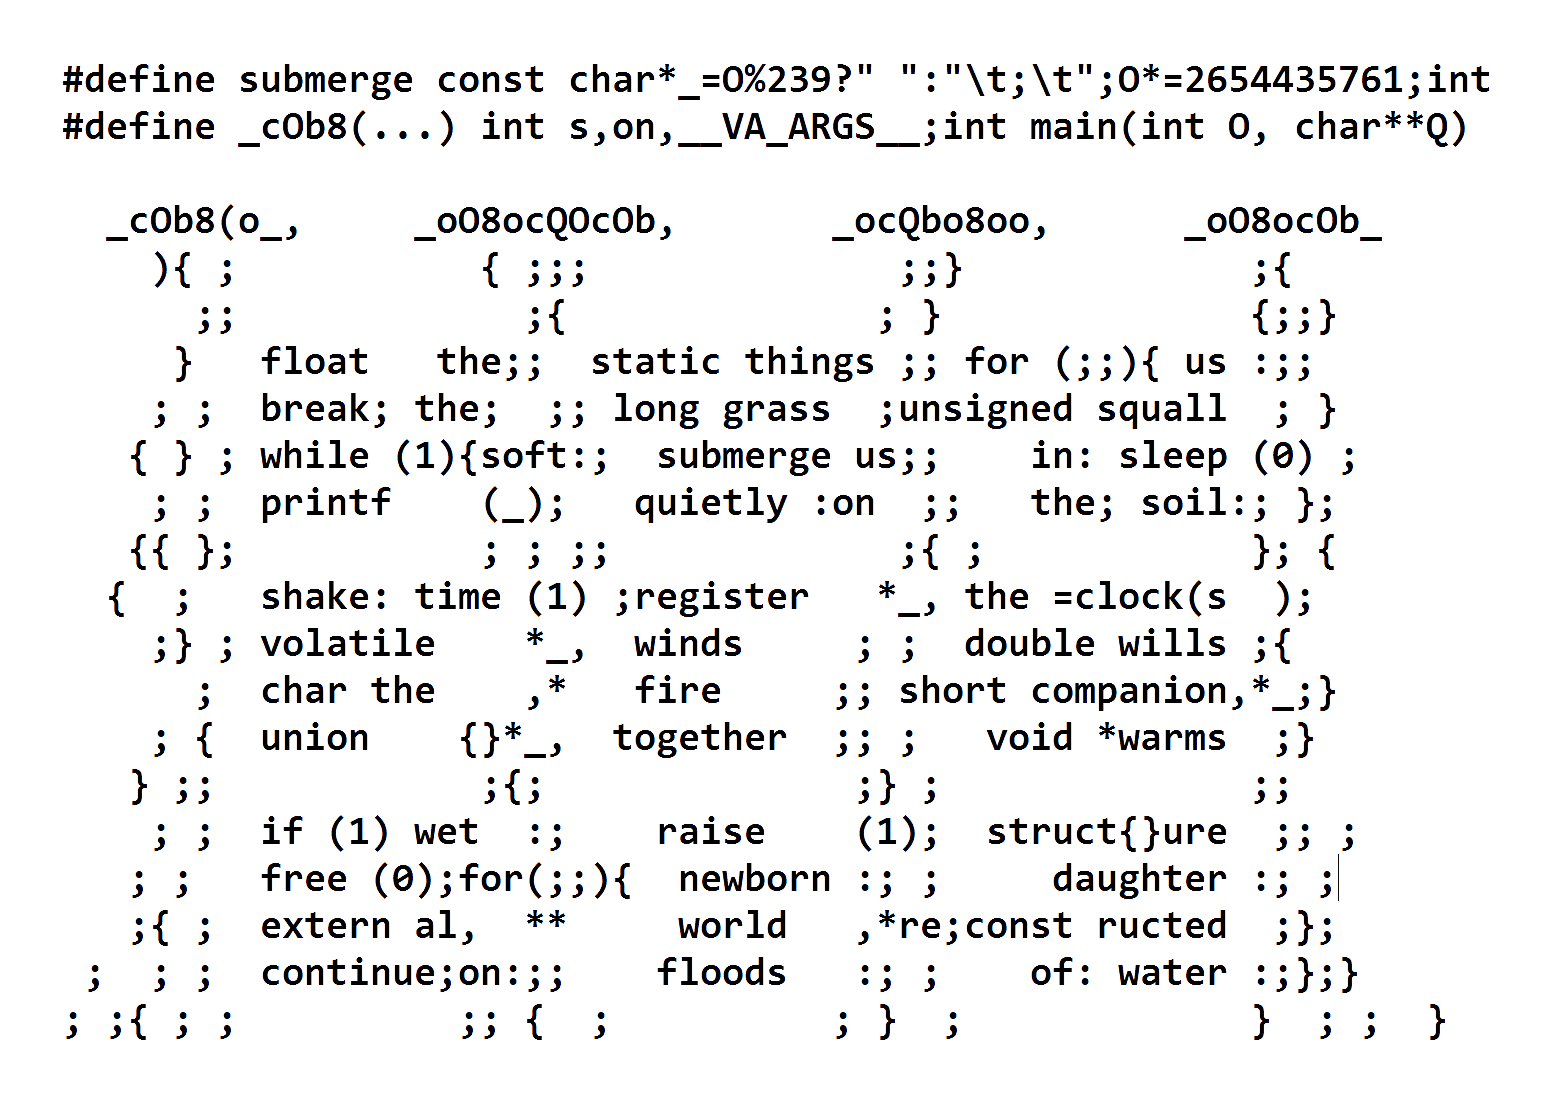 #define submerge const char*_=O%239?" ":"\t;\t";O*=2654435761;int
#define _cOb8(...) int s,on,__VA_ARGS__;int main(int O, char**Q)
_cOb8(o_, _oO8ocQOcOb, _ocQbo8oo, _oO8ocOb_
){ ; { ;;; ;;} ;{
;; ;{ ; } {;;}
} float the;; static things ;; for (;;){ us :;;
; ; break; the; ;; long grass ;unsigned squall ; }
{ } ; while (1){soft:; submerge us;; in: sleep (0) ;
; ; printf (_); quietly :on ;; the; soil:; };
{{ }; ; ; ;; ;{ ; }; {
{ ; shake: time (1) ;register *_, the =clock(s );
;} ; volatile *_, winds ; ; double wills ;{
; char the ,* fire ;; short companion,*_;}
; { union {}*_, together ;; ; void *warms ;}
} ;; ;{; ;} ; ;;
; ; if (1) wet :; raise (1); struct{}ure ;; ;
; ; free (0);for(;;){ newborn :; ; daughter :; ;
;{ ; extern al, ** world ,*re;const ructed ;};
; ; ; continue;on:;; floods :; ; of: water :;};}
; ;{ ; ; ;; { ; ; } ; } ; ; }